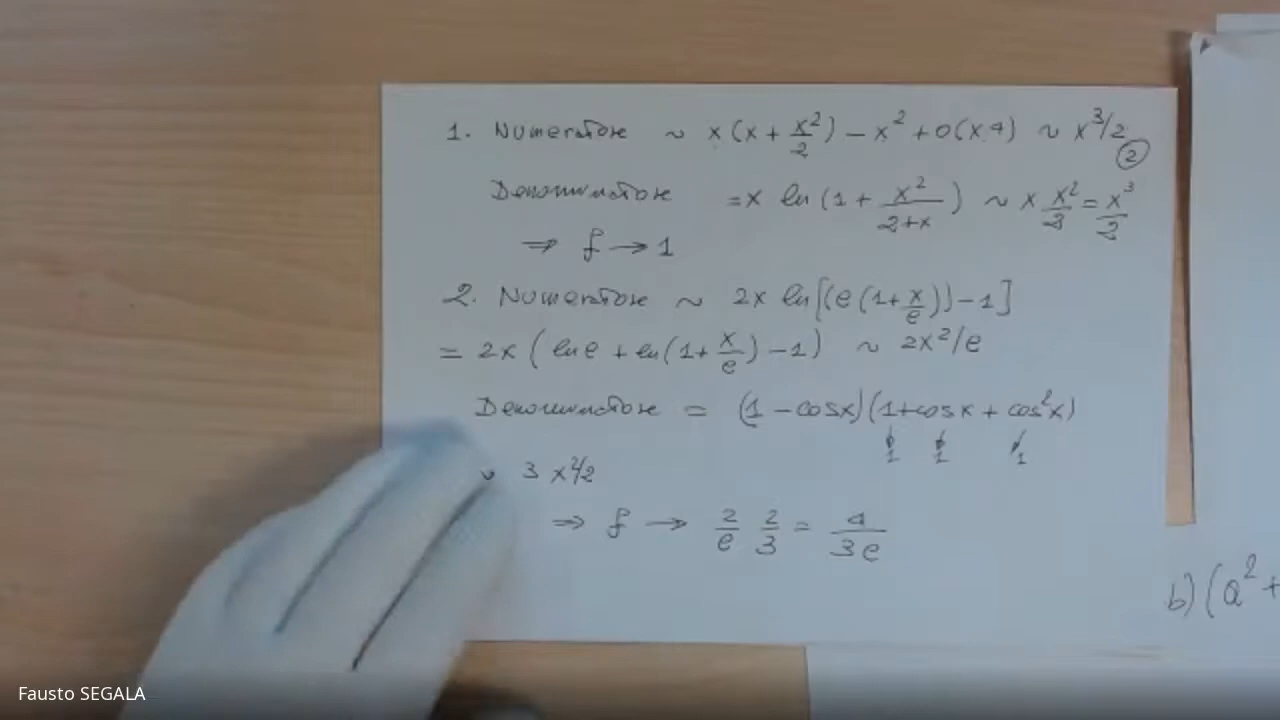 1. Numeratore ~ x(x + x²/2) - x² + o(x4) ~ x³/2
②
Denominatore = x ln(1 + x²/(2+x)) ~ x x²/2 = x³/2
⇒ f → 1
2. Numeratore ~ 2x ln[(e(1+x/e))-1]
= 2x (ln e + ln(1+x/e) -1) ~ 2x²/e
Denominatore = (1 - cosx)(1+cosx + cos²x)
↓ ↓ ↓
1 1 1
~ 3 x²/2
⇒ f → 2/e 2/3 = 4/3e
b) (a² +
Fausto SEGALA